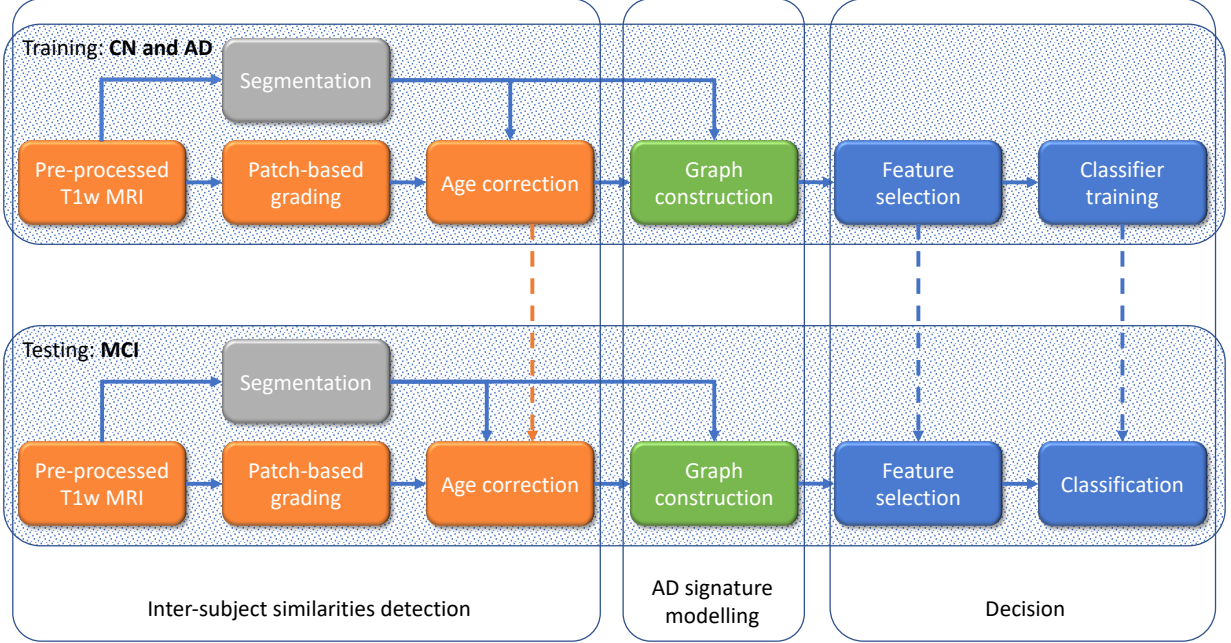 Training: CN and AD
Segmentation
Pre-processed
T1w MRI
Patch-based
grading
Age correction
Graph
construction
Feature
selection
Classifier
training
Testing: MCI
Segmentation
Pre-processed
T1w MRI
Patch-based
grading
Age correction
Graph
construction
Feature
selection
Classification
Inter-subject similarities detection
AD signature
modelling
Decision